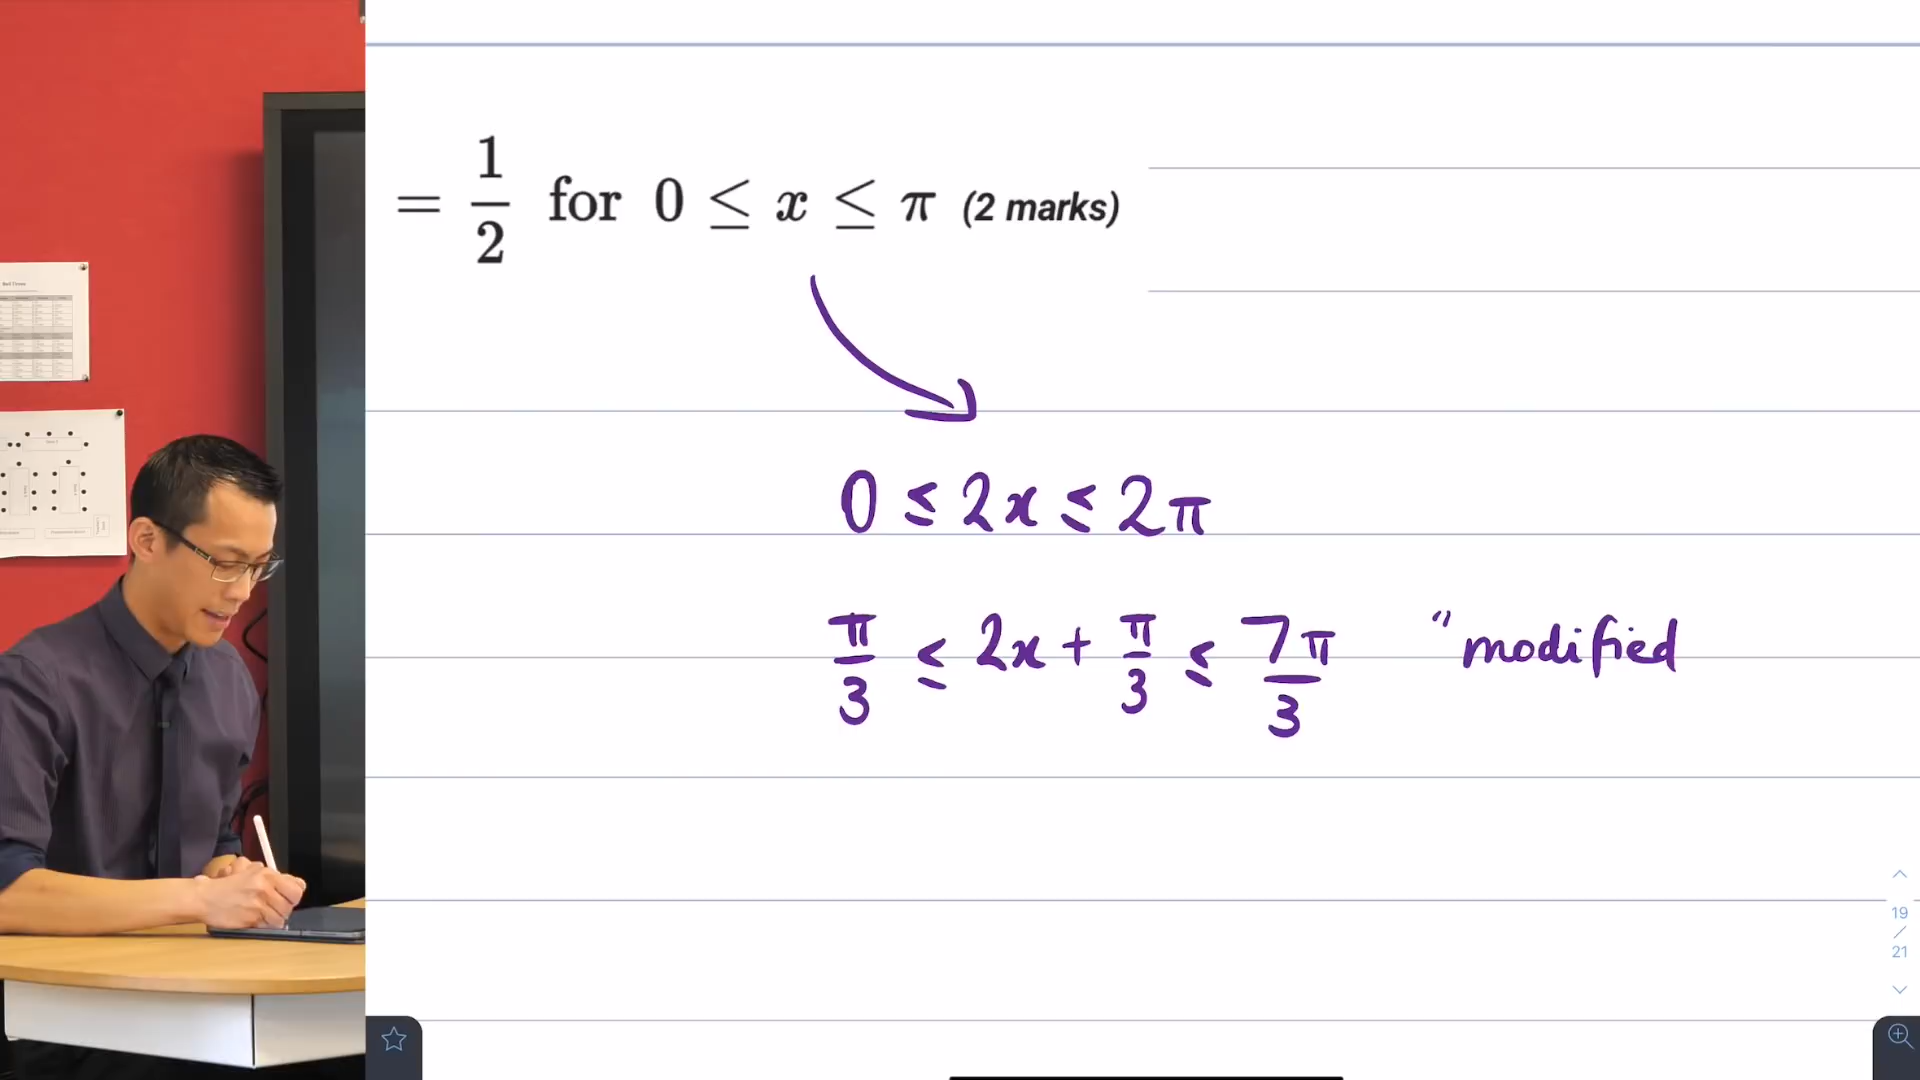 = 1/2 for 0 ≤ x ≤ π (2 marks)
0 ≤ 2x ≤ 2π
π/3 ≤ 2x + π/3 ≤ 7π/3 "modified
19
/
21